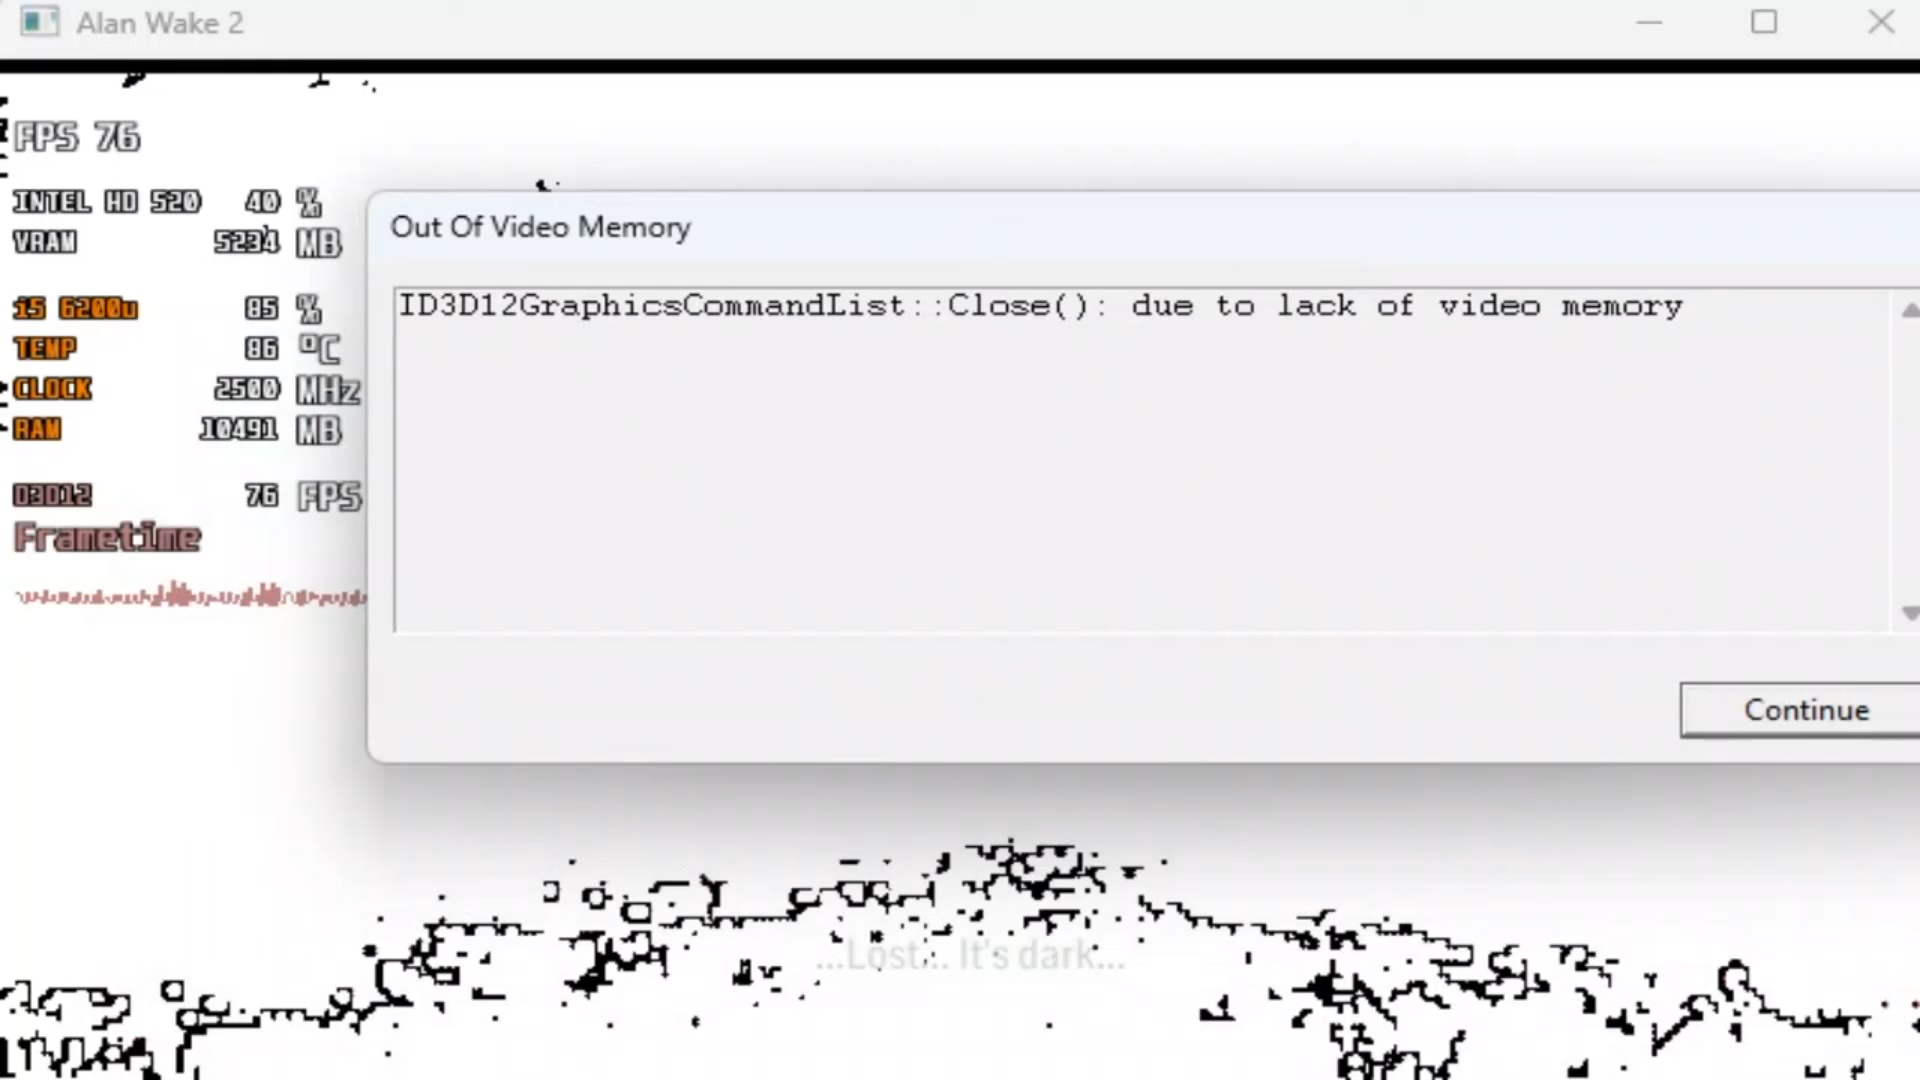 Alan Wake 2
FPS 76
INTEL HD 520 40 %
VRAM 5234 MB
i5 6200u 85 %
TEMP 86 °C
CLOCK 2500 MHz
RAM 10491 MB
D3D12 76 FPS
Frametime
Out Of Video Memory
ID3D12GraphicsCommandList::Close(): due to lack of video memory
Continue
...Lost... It's dark...